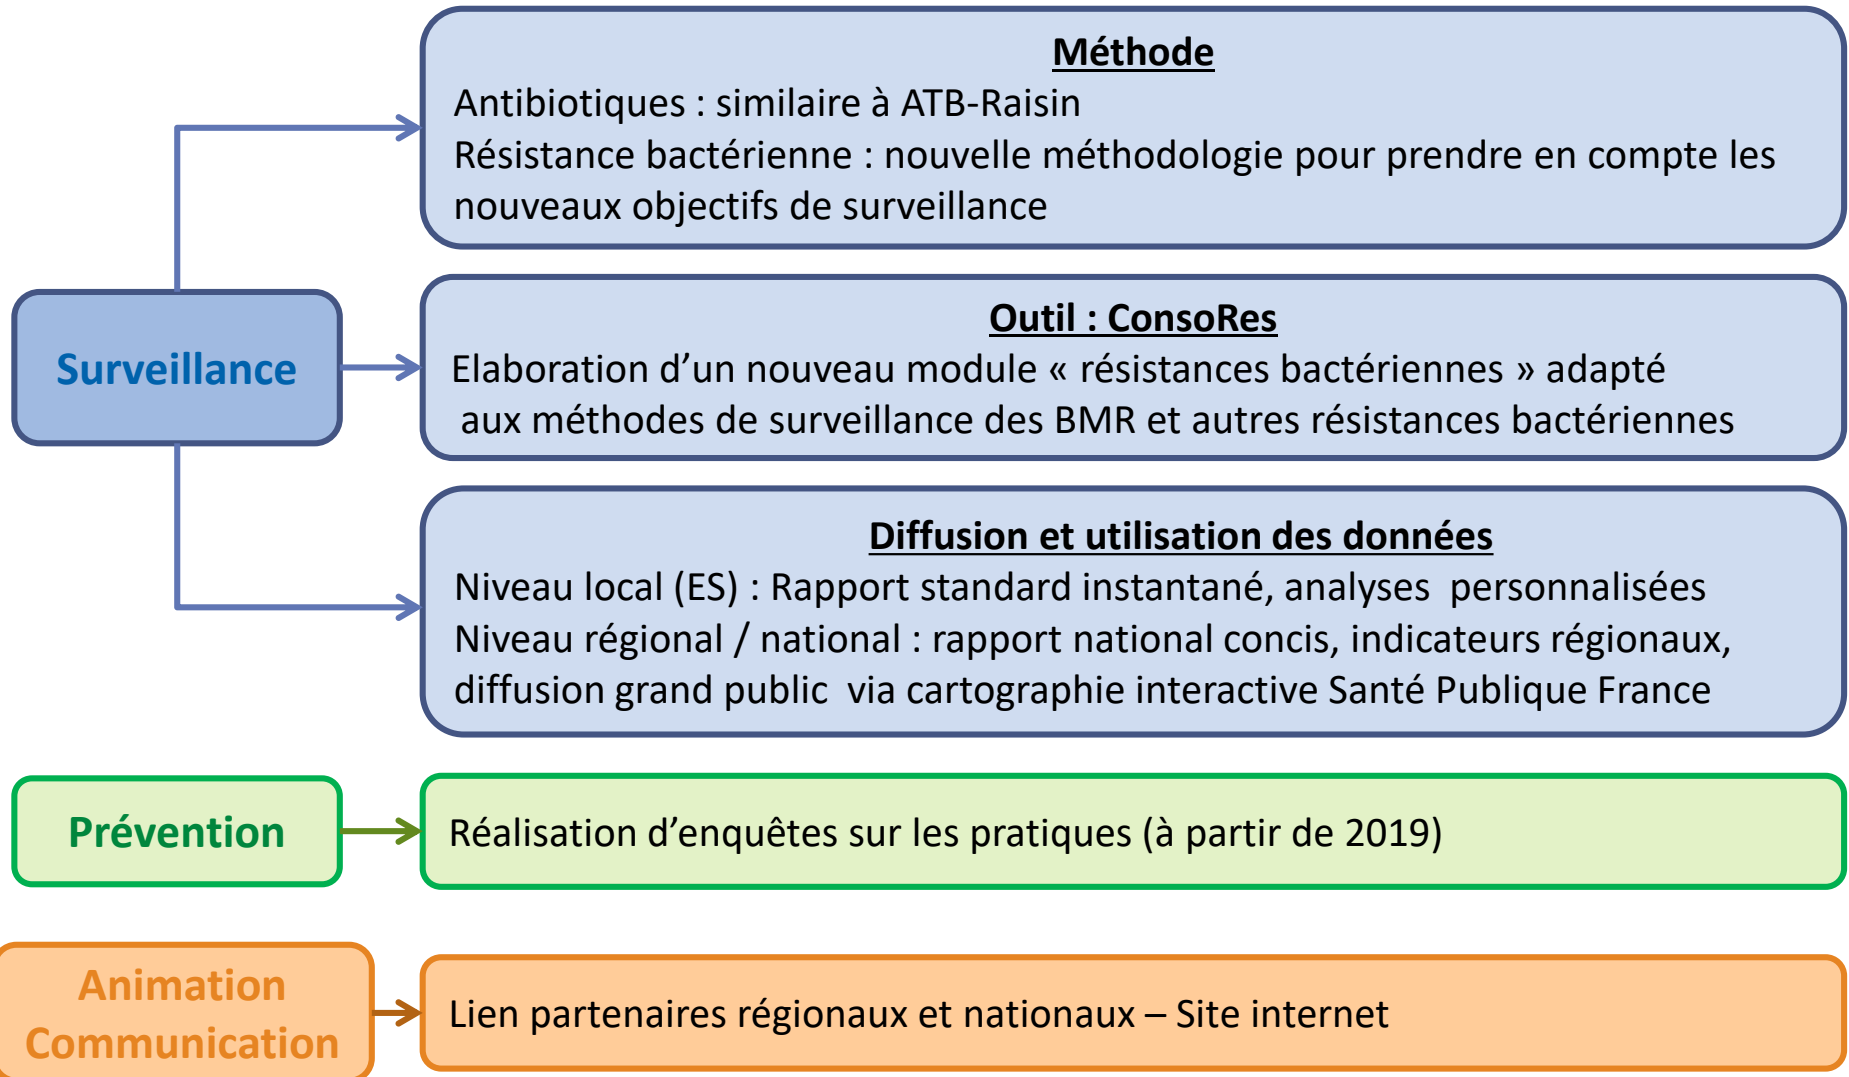 Méthode
Antibiotiques : similaire à ATB-Raisin
Résistance bactérienne : nouvelle méthodologie pour prendre en compte les
nouveaux objectifs de surveillance
Surveillance
Outil : ConsoRes
Elaboration d’un nouveau module « résistances bactériennes » adapté
aux méthodes de surveillance des BMR et autres résistances bactériennes
Diffusion et utilisation des données
Niveau local (ES) : Rapport standard instantané, analyses personnalisées
Niveau régional / national : rapport national concis, indicateurs régionaux,
diffusion grand public via cartographie interactive Santé Publique France
Prévention
Réalisation d’enquêtes sur les pratiques (à partir de 2019)
Animation
Communication
Lien partenaires régionaux et nationaux – Site internet